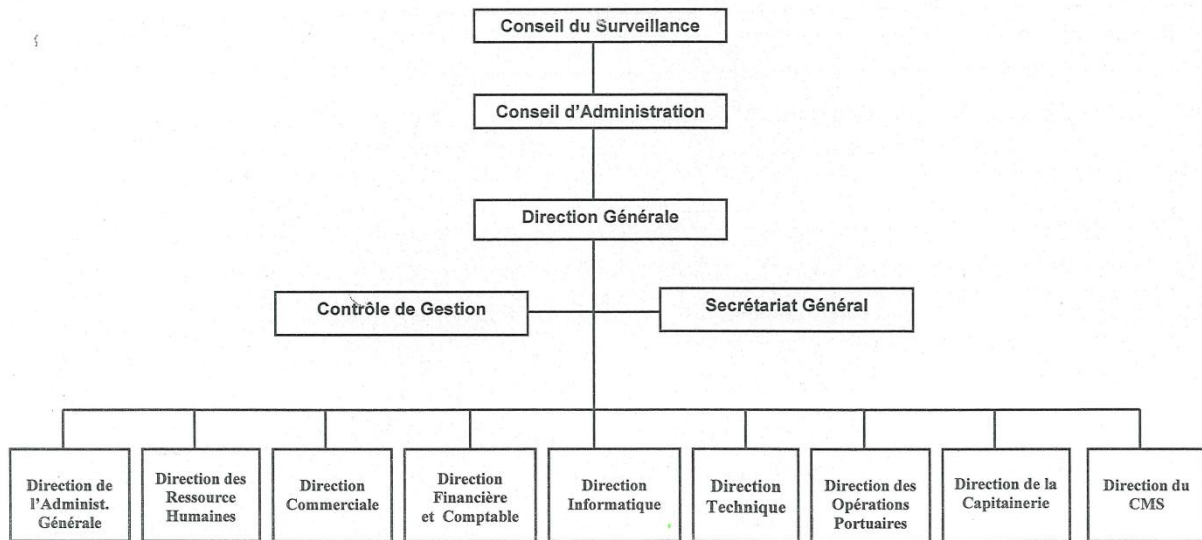 Conseil du Surveillance
Conseil d'Administration
Direction Générale
Contrôle de Gestion
Secrétariat Général
Direction de
l'Administ.
Générale
Direction des
Ressource
Humaines
Direction
Commerciale
Direction
Financière
et Comptable
Direction
Informatique
Direction
Technique
Direction des
Opérations
Portuaires
Direction de la
Capitainerie
Direction du
CMS